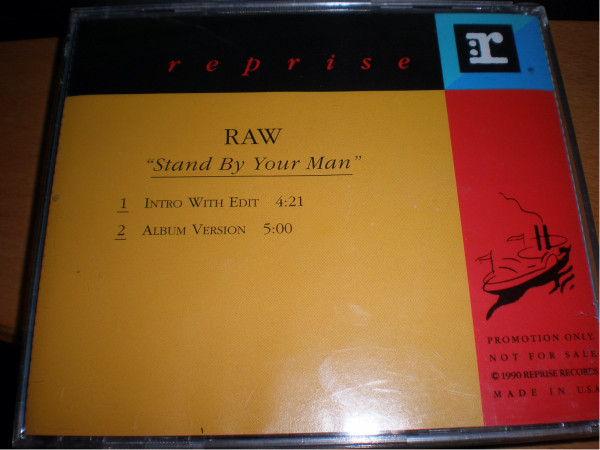 reprise
:r
®
RAW
"Stand By Your Man"
1 INTRO WITH EDIT 4:21
2 ALBUM VERSION 5:00
PROMOTION ONLY
NOT FOR SALE
© 1990 REPRISE RECORDS
MADE IN U.S.A